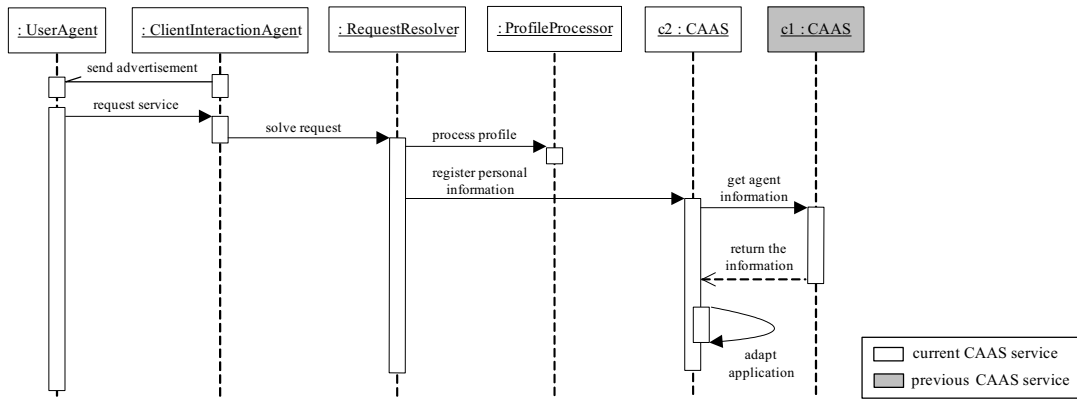 : UserAgent
: ClientInteractionAgent
: RequestResolver
: ProfileProcessor
c2 : CAAS
c1 : CAAS
send advertisement
request service
solve request
process profile
register personal
information
get agent
information
return the
information
adapt
application
current CAAS service
previous CAAS service